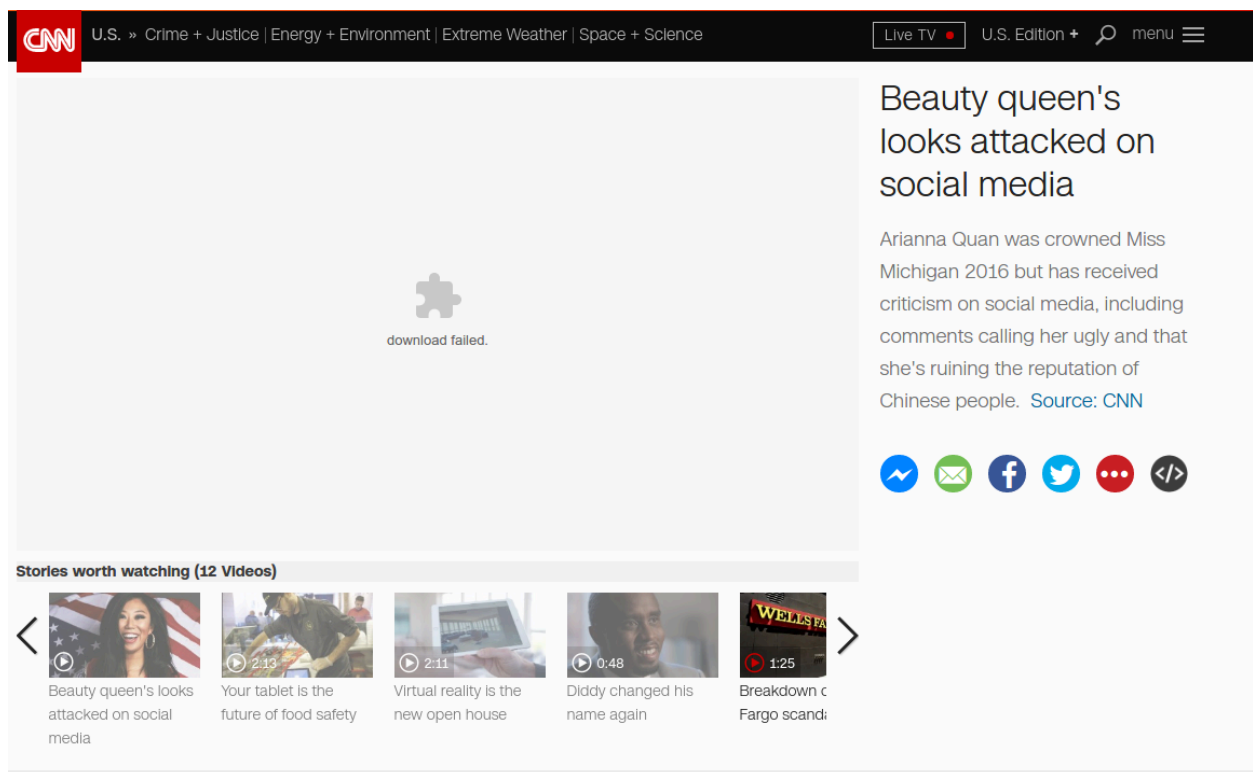 CNN
U.S. » Crime + Justice | Energy + Environment | Extreme Weather | Space + Science
Live TV
U.S. Edition +
menu
Beauty queen's
looks attacked on
social media
Arianna Quan was crowned Miss
Michigan 2016 but has received
criticism on social media, including
comments calling her ugly and that
she's ruining the reputation of
Chinese people. Source: CNN
download failed.
Stories worth watching (12 Videos)
Beauty queen's looks
attacked on social
media
2:13
Your tablet is the
future of food safety
2:11
Virtual reality is the
new open house
0:48
Diddy changed his
name again
WELLS FA
1:25
Breakdown
Fargo